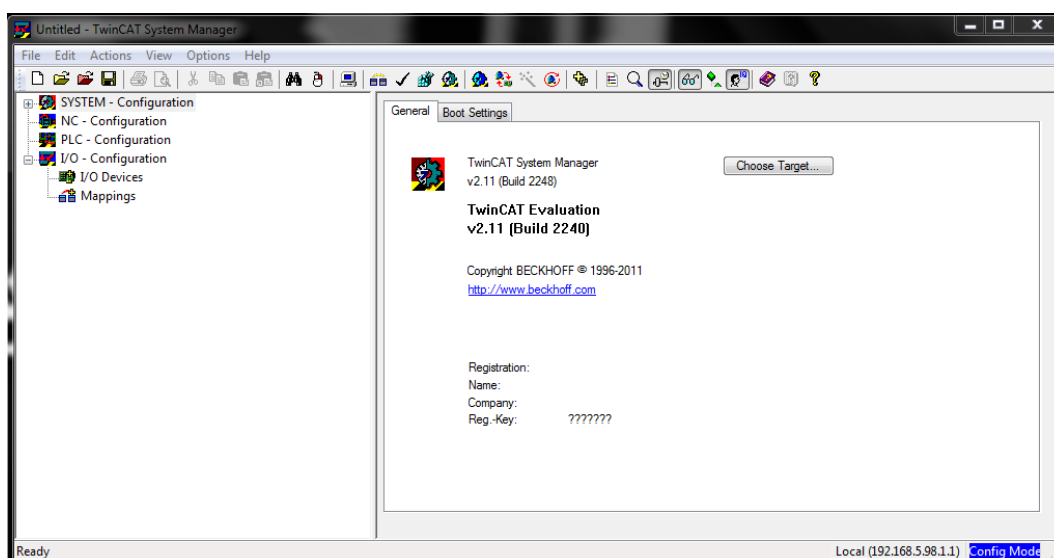 Untitled - TwinCAT System Manager
File Edit Actions View Options Help
SYSTEM - Configuration
NC - Configuration
PLC - Configuration
I/O - Configuration
I/O Devices
Mappings
General Boot Settings
TwinCAT System Manager
v2.11 (Build 2248)
Choose Target...
TwinCAT Evaluation
v2.11 (Build 2240)
Copyright BECKHOFF © 1996-2011
http://www.beckhoff.com
Registration:
Name:
Company:
Reg.-Key: ???????
Ready Local (192.168.5.98.1.1) Config Mode